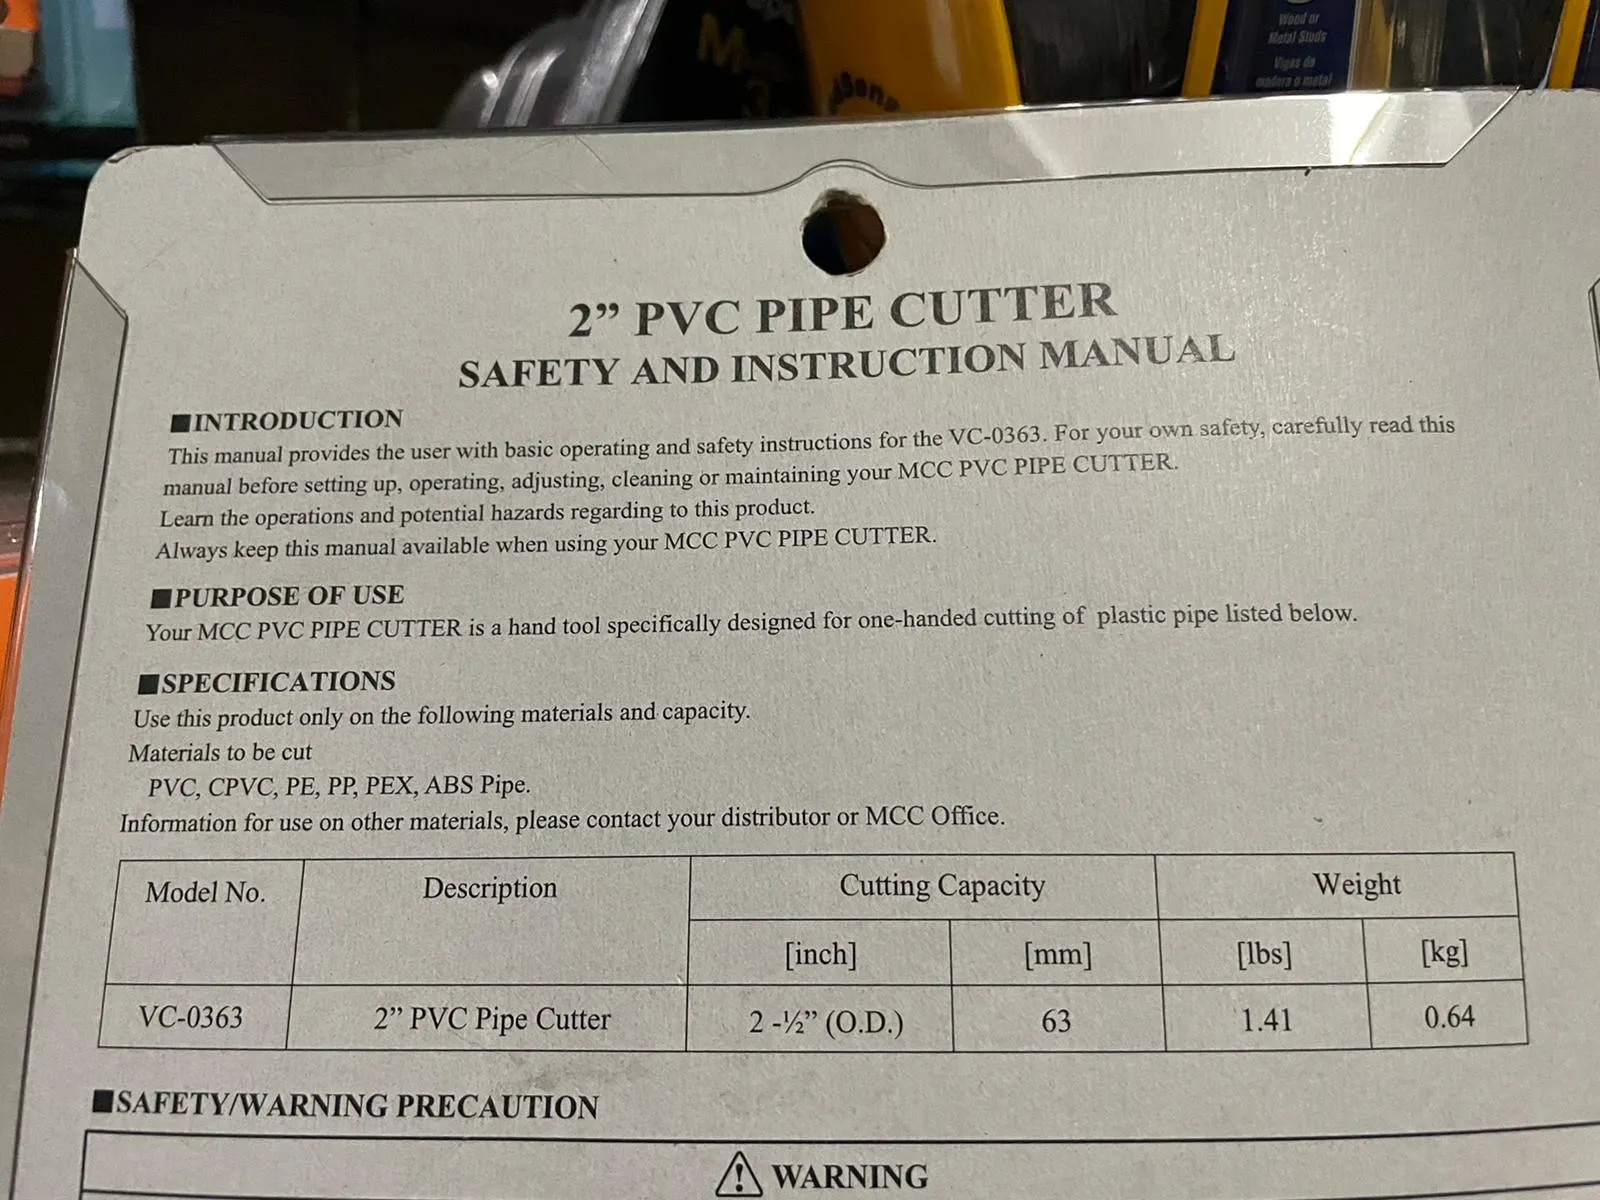 Wood or
Metal Studs
Vigas de
madera o metal
2” PVC PIPE CUTTER
SAFETY AND INSTRUCTION MANUAL
■INTRODUCTION
This manual provides the user with basic operating and safety instructions for the VC-0363. For your own safety, carefully read this
manual before setting up, operating, adjusting, cleaning or maintaining your MCC PVC PIPE CUTTER.
Learn the operations and potential hazards regarding to this product.
Always keep this manual available when using your MCC PVC PIPE CUTTER.
■PURPOSE OF USE
Your MCC PVC PIPE CUTTER is a hand tool specifically designed for one-handed cutting of plastic pipe listed below.
■SPECIFICATIONS
Use this product only on the following materials and capacity.
Materials to be cut
PVC, CPVC, PE, PP, PEX, ABS Pipe.
Information for use on other materials, please contact your distributor or MCC Office.
Model No. Description Cutting Capacity Weight
[inch] [mm] [lbs] [kg]
VC-0363 2” PVC Pipe Cutter 2 -½” (O.D.) 63 1.41 0.64
■SAFETY/WARNING PRECAUTION
⚠ WARNING